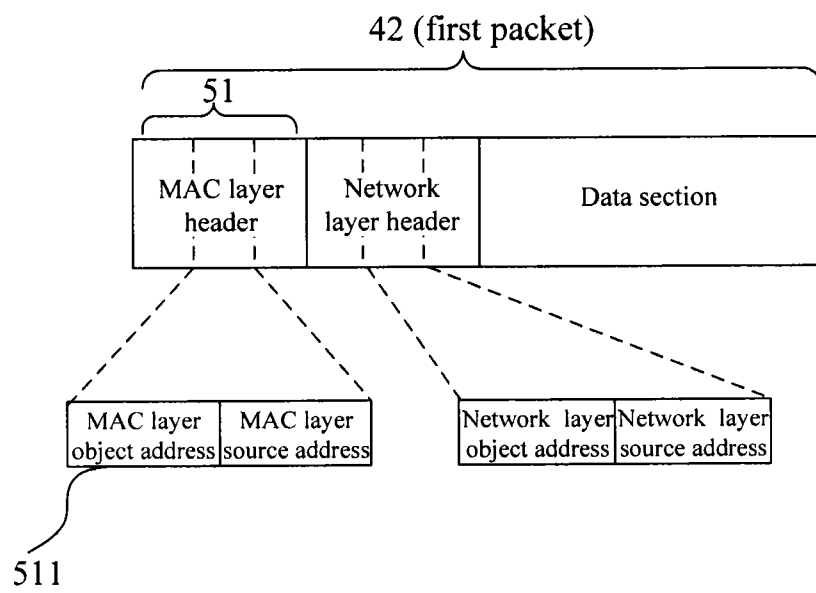 42 (first packet)
51
MAC layer
header
Network
layer header
Data section
MAC layer
object address
MAC layer
source address
Network layer
object address
Network layer
source address
511